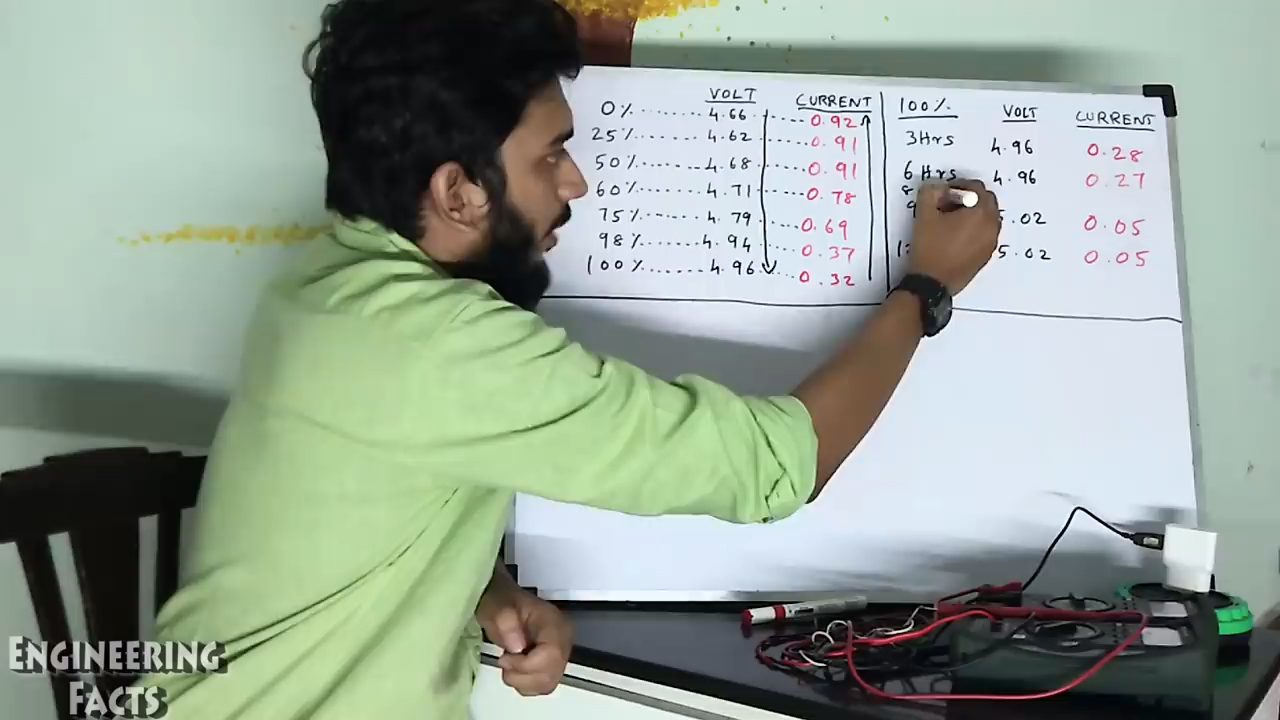 VOLT CURRENT
0%....... 4.66 .... 0.92
25%....... 4.62 ..... 0.91
50%....... 4.68 ..... 0.91
60%....... 4.71 ..... 0.78
75%....... 4.79 ..... 0.69
98%....... 4.94 ..... 0.37
100%....... 4.96 ... 0.32
100% VOLT CURRENT
3Hrs 4.96 0.28
6Hrs 4.96 0.27
8
9 5.02 0.05
5.02 0.05
ENGINEERING
FACTS